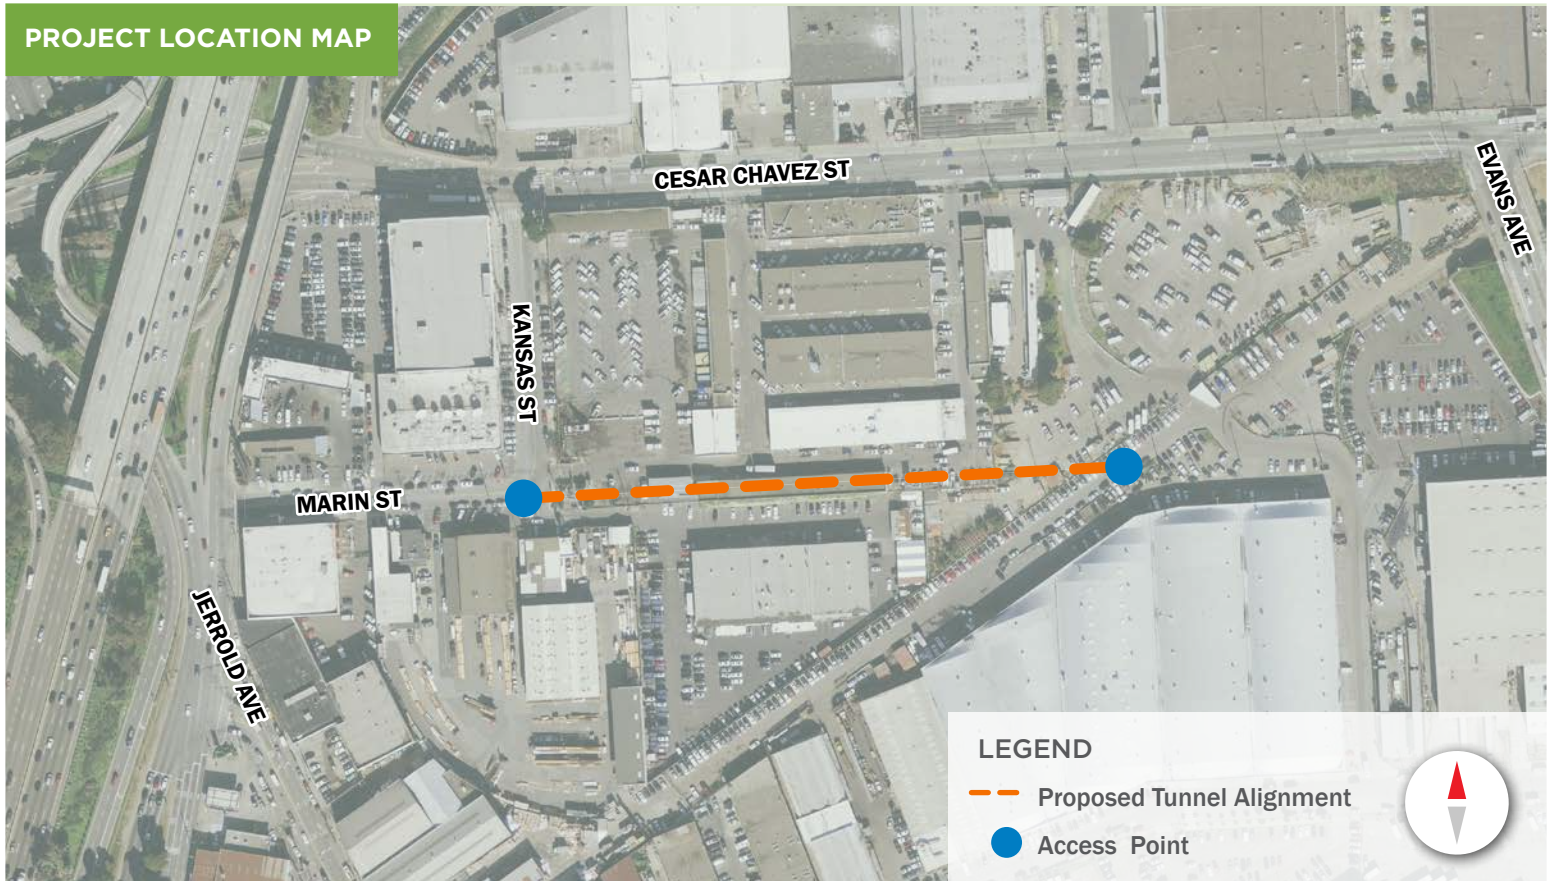 PROJECT LOCATION MAP
CESAR CHAVEZ ST
EVANS AVE
KANSAS ST
MARIN ST
JERROLD AVE
LEGEND
Proposed Tunnel Alignment
Access Point